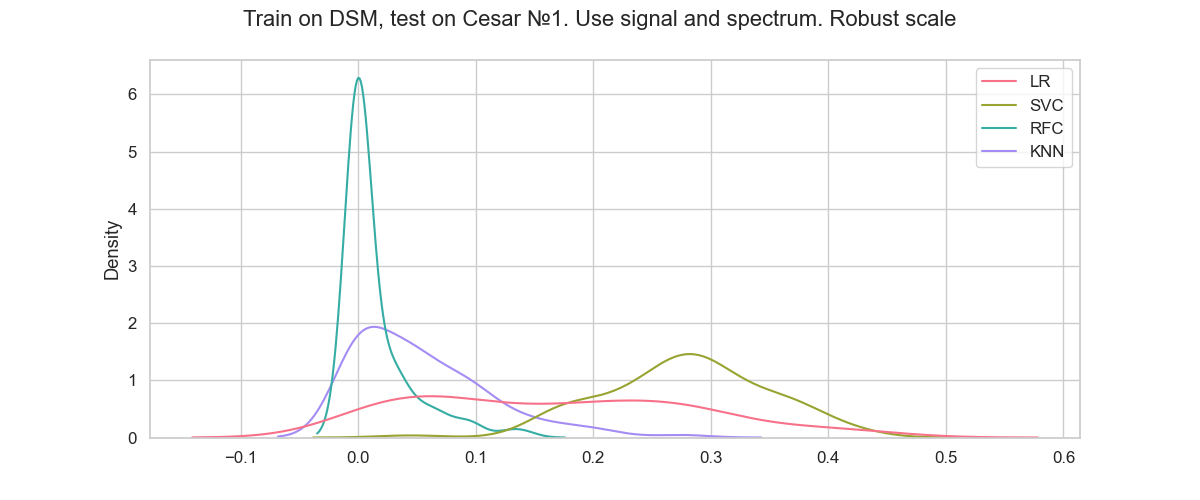 Train on DSM, test on Cesar №1. Use signal and spectrum. Robust scale
LR
SVC
RFC
KNN
Density
6
5
4
3
2
1
0
−0.1
0.0
0.1
0.2
0.3
0.4
0.5
0.6